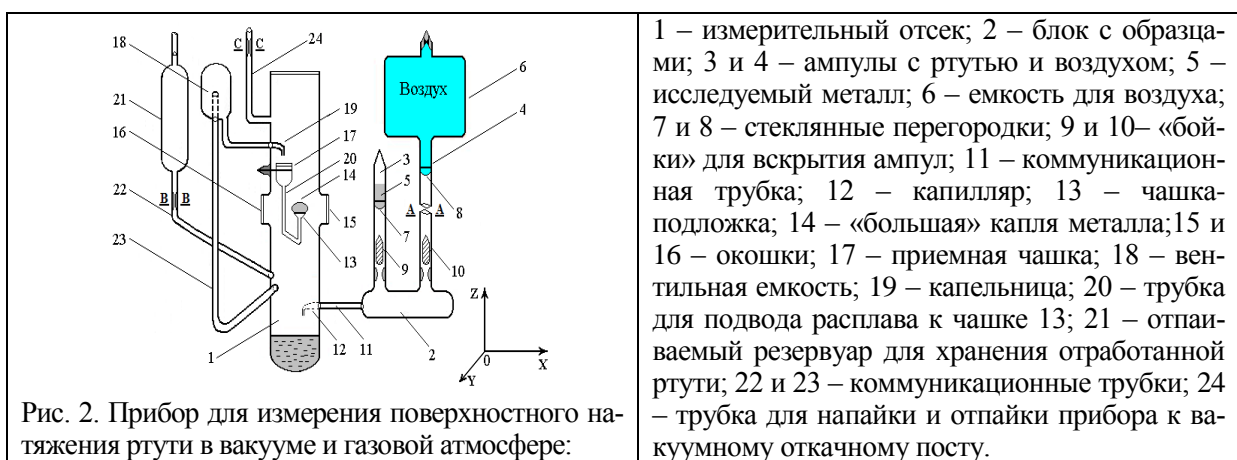 18
С С
24
6
Воздух
4
21
19
17
16
20
3
14
5
22
В В
А А
8
23
15
7
13
9
10
Z
1
12
11
2
0
X
Y
Рис. 2. Прибор для измерения поверхностного на-
тяжения ртути в вакууме и газовой атмосфере:
1 – измерительный отсек; 2 – блок с образца-
ми; 3 и 4 – ампулы с ртутью и воздухом; 5 –
исследуемый металл; 6 – емкость для воздуха;
7 и 8 – стеклянные перегородки; 9 и 10– «бой-
ки» для вскрытия ампул; 11 – коммуникацион-
ная трубка; 12 – капилляр; 13 – чашка-
подложка; 14 – «большая» капля металла;15 и
16 – окошки; 17 – приемная чашка; 18 – вен-
тильная емкость; 19 – капельница; 20 – трубка
для подвода расплава к чашке 13; 21 – отпаи-
ваемый резервуар для хранения отработанной
ртути; 22 и 23 – коммуникационные трубки; 24
– трубка для напайки и отпайки прибора к ва-
куумному откачному посту.